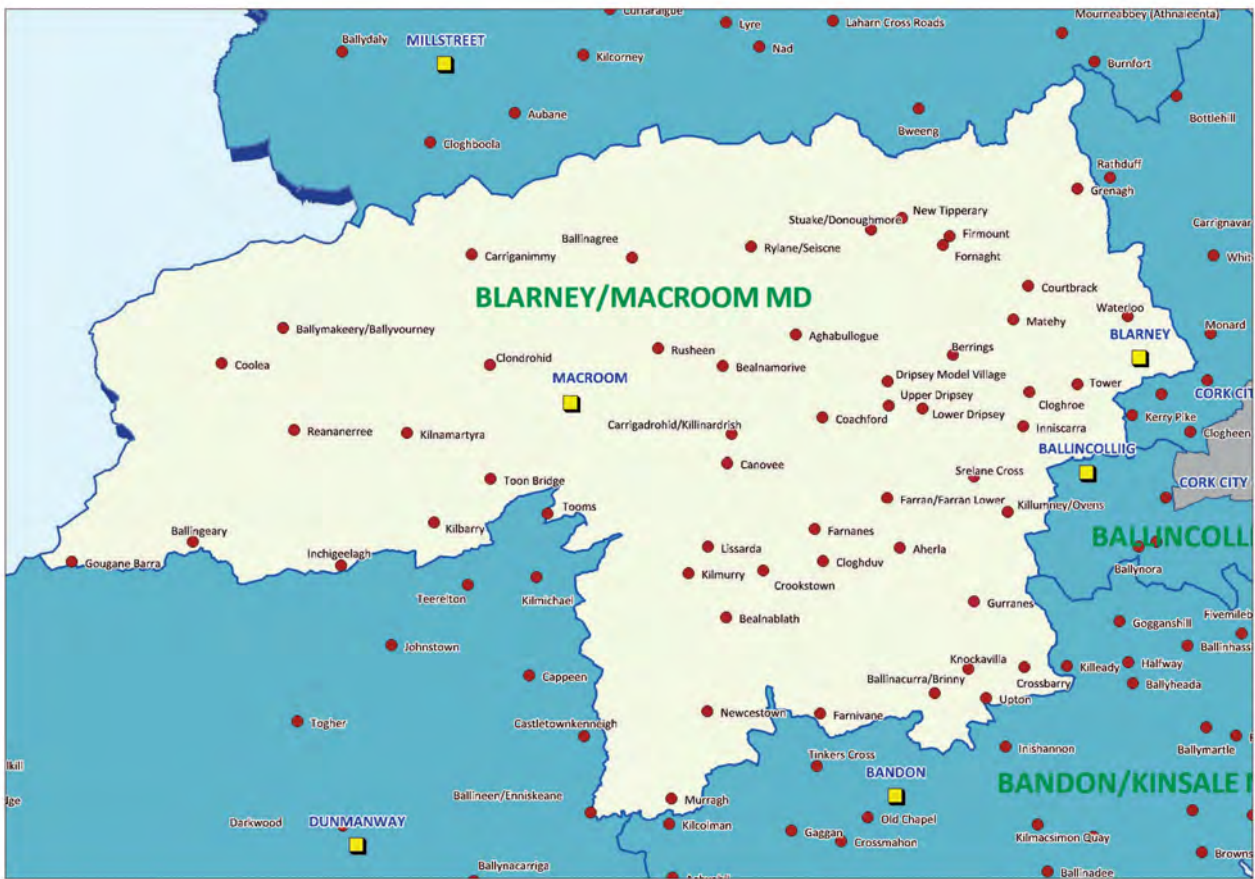 Curraraigue
Lyre
Laharn Cross Roads
Mourneabbey (Athnaleenta)
Ballydaly
MILLSTREET
Kilcorney
Nad
Burnfort
Aubane
Bweeng
Bottlehill
Cloghboola
Rathduff
Grenagh
New Tipperary
Stuake/Donoughmore
Carrignavar
Firmount
Ballinagree
Rylane/Seiscne
Fornaght
Carriganimmy
Whit
Courtbrack
BLARNEY/MACROOM MD
Waterloo
Matehy
Monard
Ballymakeery/Ballyvourney
Aghabullogue
BLARNEY
Rusheen
Berrings
Coolea
Clondrohid
Bealnamorive
MACROOM
Dripsey Model Village
Tower
Upper Dripsey
Cloghroe
CORK CIT
Lower Dripsey
Kerry Pike
Coachford
Carrigadrohid/Killinardrish
Inniscarra
Clogheen
Reananerree
Kilnamartyra
BALLINCOLLIIG
Canovee
Srelane Cross
Toon Bridge
CORK CITY
Farran/Farran Lower
Killumney/Ovens
Tooms
Kilbarry
Farnanes
Ballingeary
BALLINCOLLI
Lissarda
Aherla
Inchigeelagh
Gougane Barra
Cloghduv
Ballynora
Kilmurry
Crookstown
Teerelton
Kilmichael
Gurranes
Fivemileb
Bealnablath
Gogganshill
Johnstown
Ballinhass
Knockavilla
Halfway
Killeady
Cappeen
Ballinacurra/Brinny
Crossbarry
Ballyheada
Upton
Newcestown
Farnivane
Togher
Castletownkenneigh
Inishannon
Ballymartle
Tinkers Cross
BANDON
BANDON/KINSALE
Ballineen/Enniskeane
Murragh
Old Chapel
Darkwood
DUNMANWAY
Kilcolman
Gaggan
Kilmacsimon Quay
Crossmahon
Browns
Ballynacarriga
Ballinadee